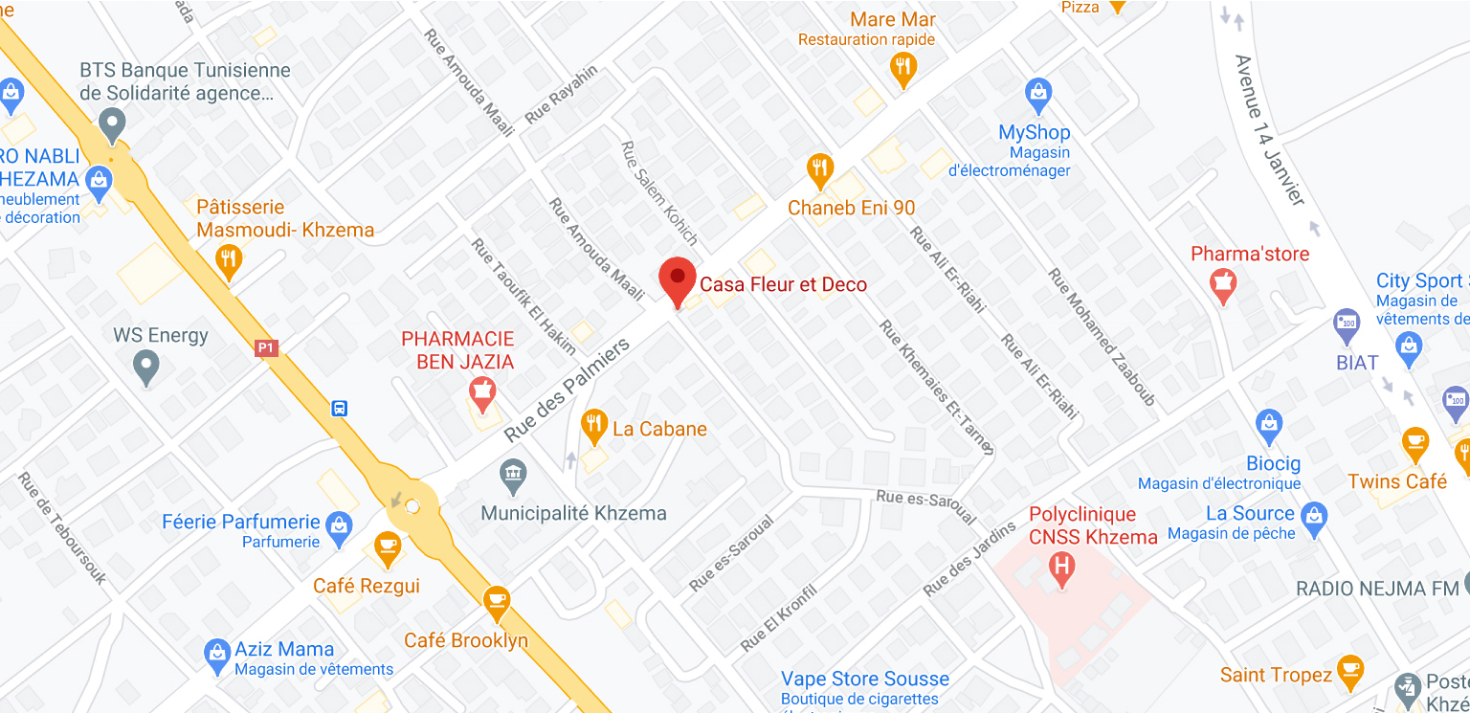 ne
ada
Pizza
Mare Mar
Restauration rapide
BTS Banque Tunisienne
de Solidarité agence...
Rue Amouda Maali
Rue Rayahin
Avenue 14 Janvier
MyShop
Magasin
d'électroménager
RO NABLI
HEZAMA
meublement
décoration
Rue Salem Kohich
Pâtisserie
Masmoudi- Khzema
Chaneb Eni 90
Rue Amouda Maali
Rue Taoufik El Hakim
Rue Ali Er-Riahi
Rue Mohamed Zaaboub
Pharma'store
Casa Fleur et Deco
City Sport S
Magasin de
vêtements de
100
BIAT
WS Energy
P1
PHARMACIE
BEN JAZIA
Rue des Palmiers
Rue Khemaies Et-Tarnen
Rue Ali Er-Riahi
100
La Cabane
Biocig
Magasin d'électronique
Twins Café
Rue de Teboursouk
Municipalité Khzema
Rue es-Saroual
Féerie Parfumerie
Parfumerie
Polyclinique
CNSS Khzema
H
La Source
Magasin de pêche
Rue es-Saroual
Rue des Jardins
Café Rezgui
RADIO NEJMA FM
Rue El Kronfil
Café Brooklyn
Aziz Mama
Magasin de vêtements
Vape Store Sousse
Boutique de cigarettes
Saint Tropez
Poste
Khzé